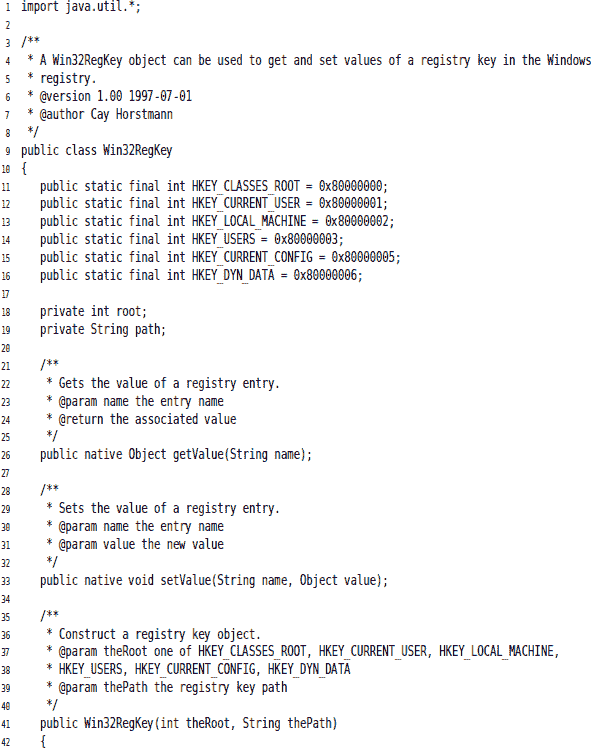 1 import java.util.*;
2
3 /**
4  * A Win32RegKey object can be used to get and set values of a registry key in the Windows
5  * registry.
6  * @version 1.00 1997-07-01
7  * @author Cay Horstmann
8  */
9 public class Win32RegKey
10 {
11    public static final int HKEY_CLASSES_ROOT = 0x80000000;
12    public static final int HKEY_CURRENT_USER = 0x80000001;
13    public static final int HKEY_LOCAL_MACHINE = 0x80000002;
14    public static final int HKEY_USERS = 0x80000003;
15    public static final int HKEY_CURRENT_CONFIG = 0x80000005;
16    public static final int HKEY_DYN_DATA = 0x80000006;
17
18    private int root;
19    private String path;
20
21    /**
22     * Gets the value of a registry entry.
23     * @param name the entry name
24     * @return the associated value
25     */
26    public native Object getValue(String name);
27
28    /**
29     * Sets the value of a registry entry.
30     * @param name the entry name
31     * @param value the new value
32     */
33    public native void setValue(String name, Object value);
34
35    /**
36     * Construct a registry key object.
37     * @param theRoot one of HKEY_CLASSES_ROOT, HKEY_CURRENT_USER, HKEY_LOCAL_MACHINE,
38     * HKEY_USERS, HKEY_CURRENT_CONFIG, HKEY_DYN_DATA
39     * @param thePath the registry key path
40     */
41    public Win32RegKey(int theRoot, String thePath)
42    {